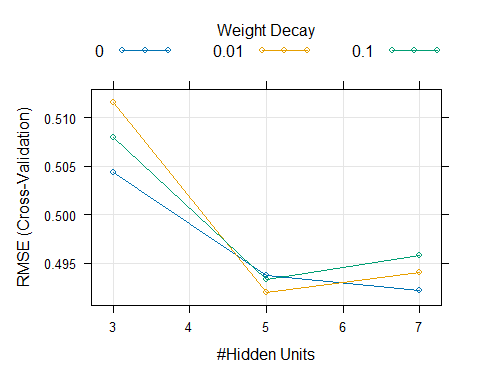 Weight Decay
0 0.01 0.1
RMSE (Cross-Validation)
0.510
0.505
0.500
0.495
3 4 5 6 7
#Hidden Units